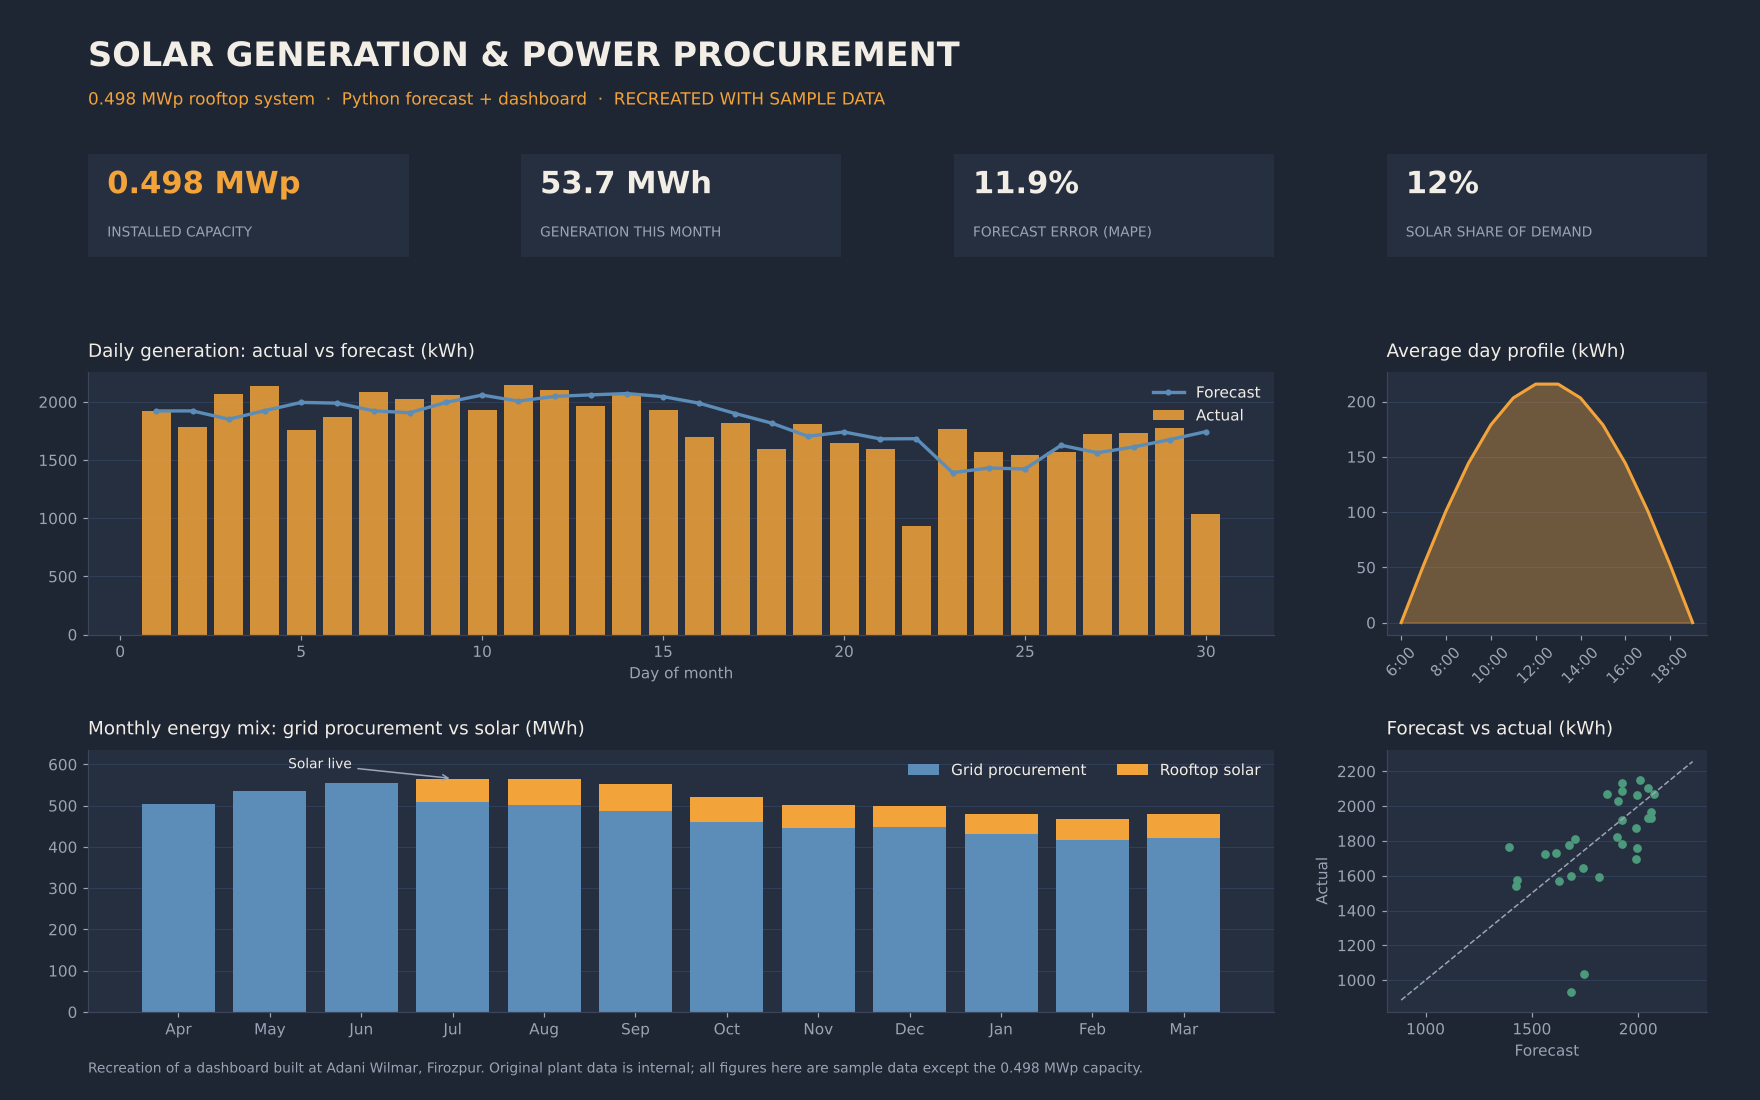 SOLAR GENERATION & POWER PROCUREMENT
0.498 MWp rooftop system · Python forecast + dashboard · RECREATED WITH SAMPLE DATA
0.498 MWp
INSTALLED CAPACITY
53.7 MWh
GENERATION THIS MONTH
11.9%
FORECAST ERROR (MAPE)
12%
SOLAR SHARE OF DEMAND
Daily generation: actual vs forecast (kWh)
Forecast
Actual
2000
1500
1000
500
0
0 5 10 15 20 25 30
Day of month
Average day profile (kWh)
200
150
100
50
0
6:00 8:00 10:00 12:00 14:00 16:00 18:00
Monthly energy mix: grid procurement vs solar (MWh)
Solar live
Grid procurement Rooftop solar
600
500
400
300
200
100
0
Apr May Jun Jul Aug Sep Oct Nov Dec Jan Feb Mar
Forecast vs actual (kWh)
Actual
2200
2000
1800
1600
1400
1200
1000
1000 1500 2000
Forecast
Recreation of a dashboard built at Adani Wilmar, Firozpur. Original plant data is internal; all figures here are sample data except the 0.498 MWp capacity.